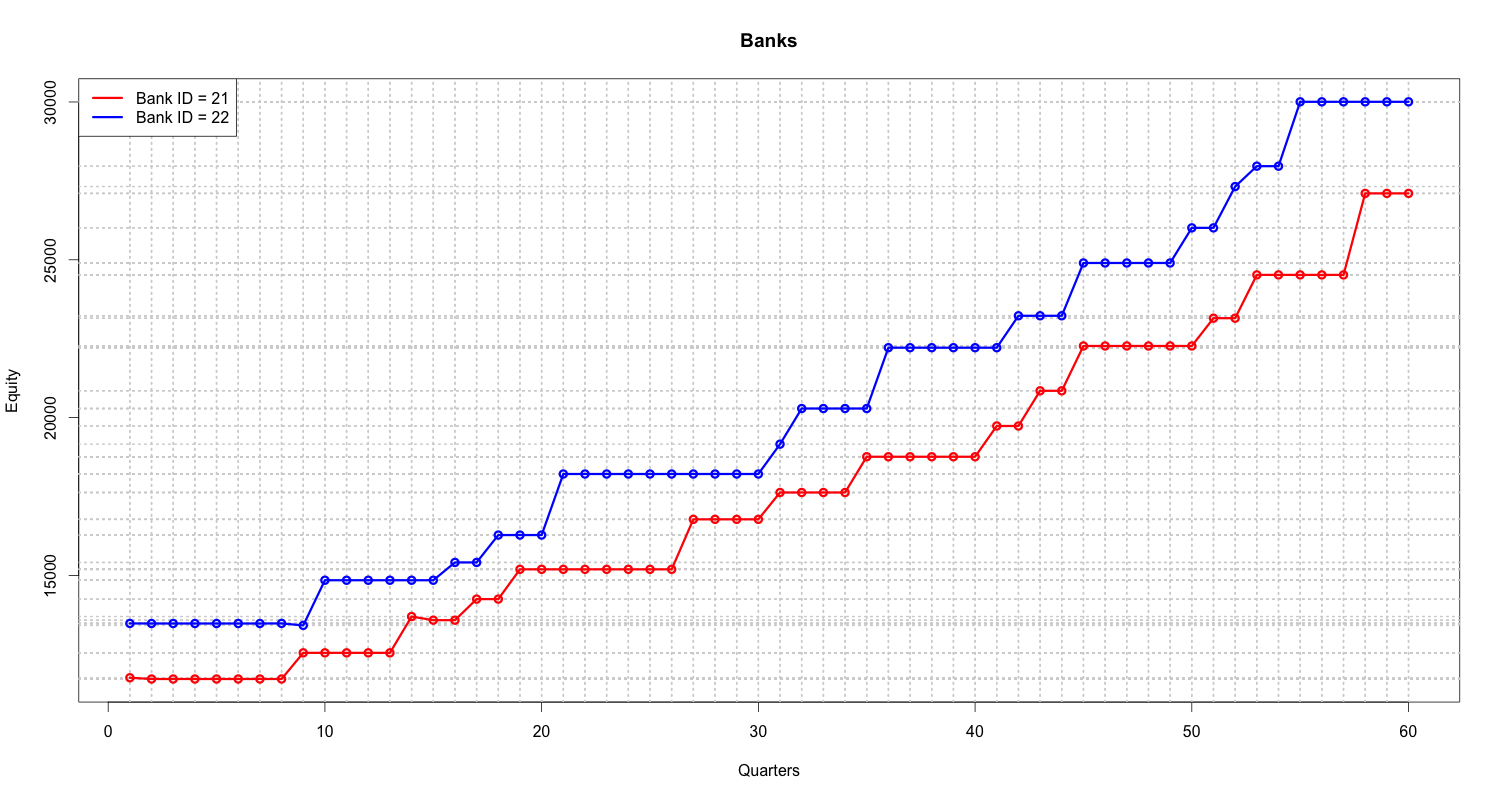 Banks
Bank ID = 21
Bank ID = 22
30000
25000
20000
15000
Equity
0 10 20 30 40 50 60
Quarters